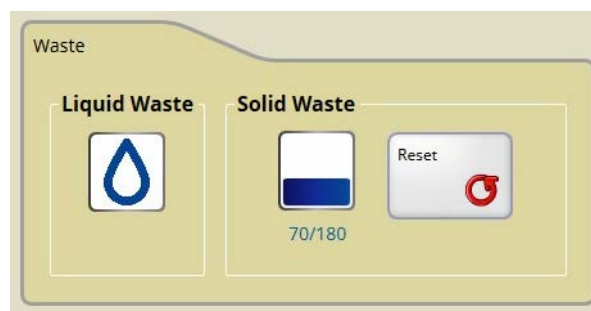 Waste
Liquid Waste
Solid Waste
Reset
70/180